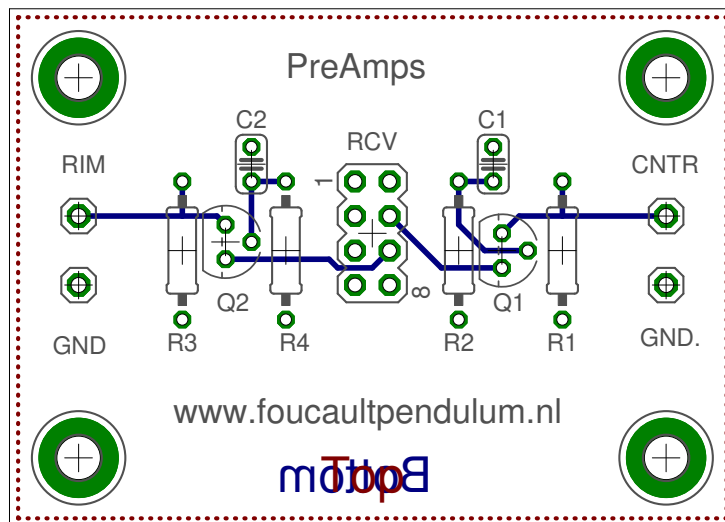 PreAmps
C2
C1
RCV
RIM
CNTR
1
8
Q2
Q1
GND
R3
R4
R2
R1
GND.
www.foucaultpendulum.nl
Bottom
Top